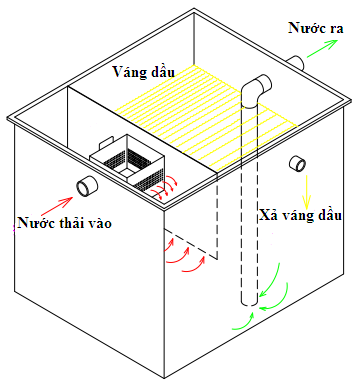 Nước ra
Váng dầu
Nước thải vào
Xả váng dầu